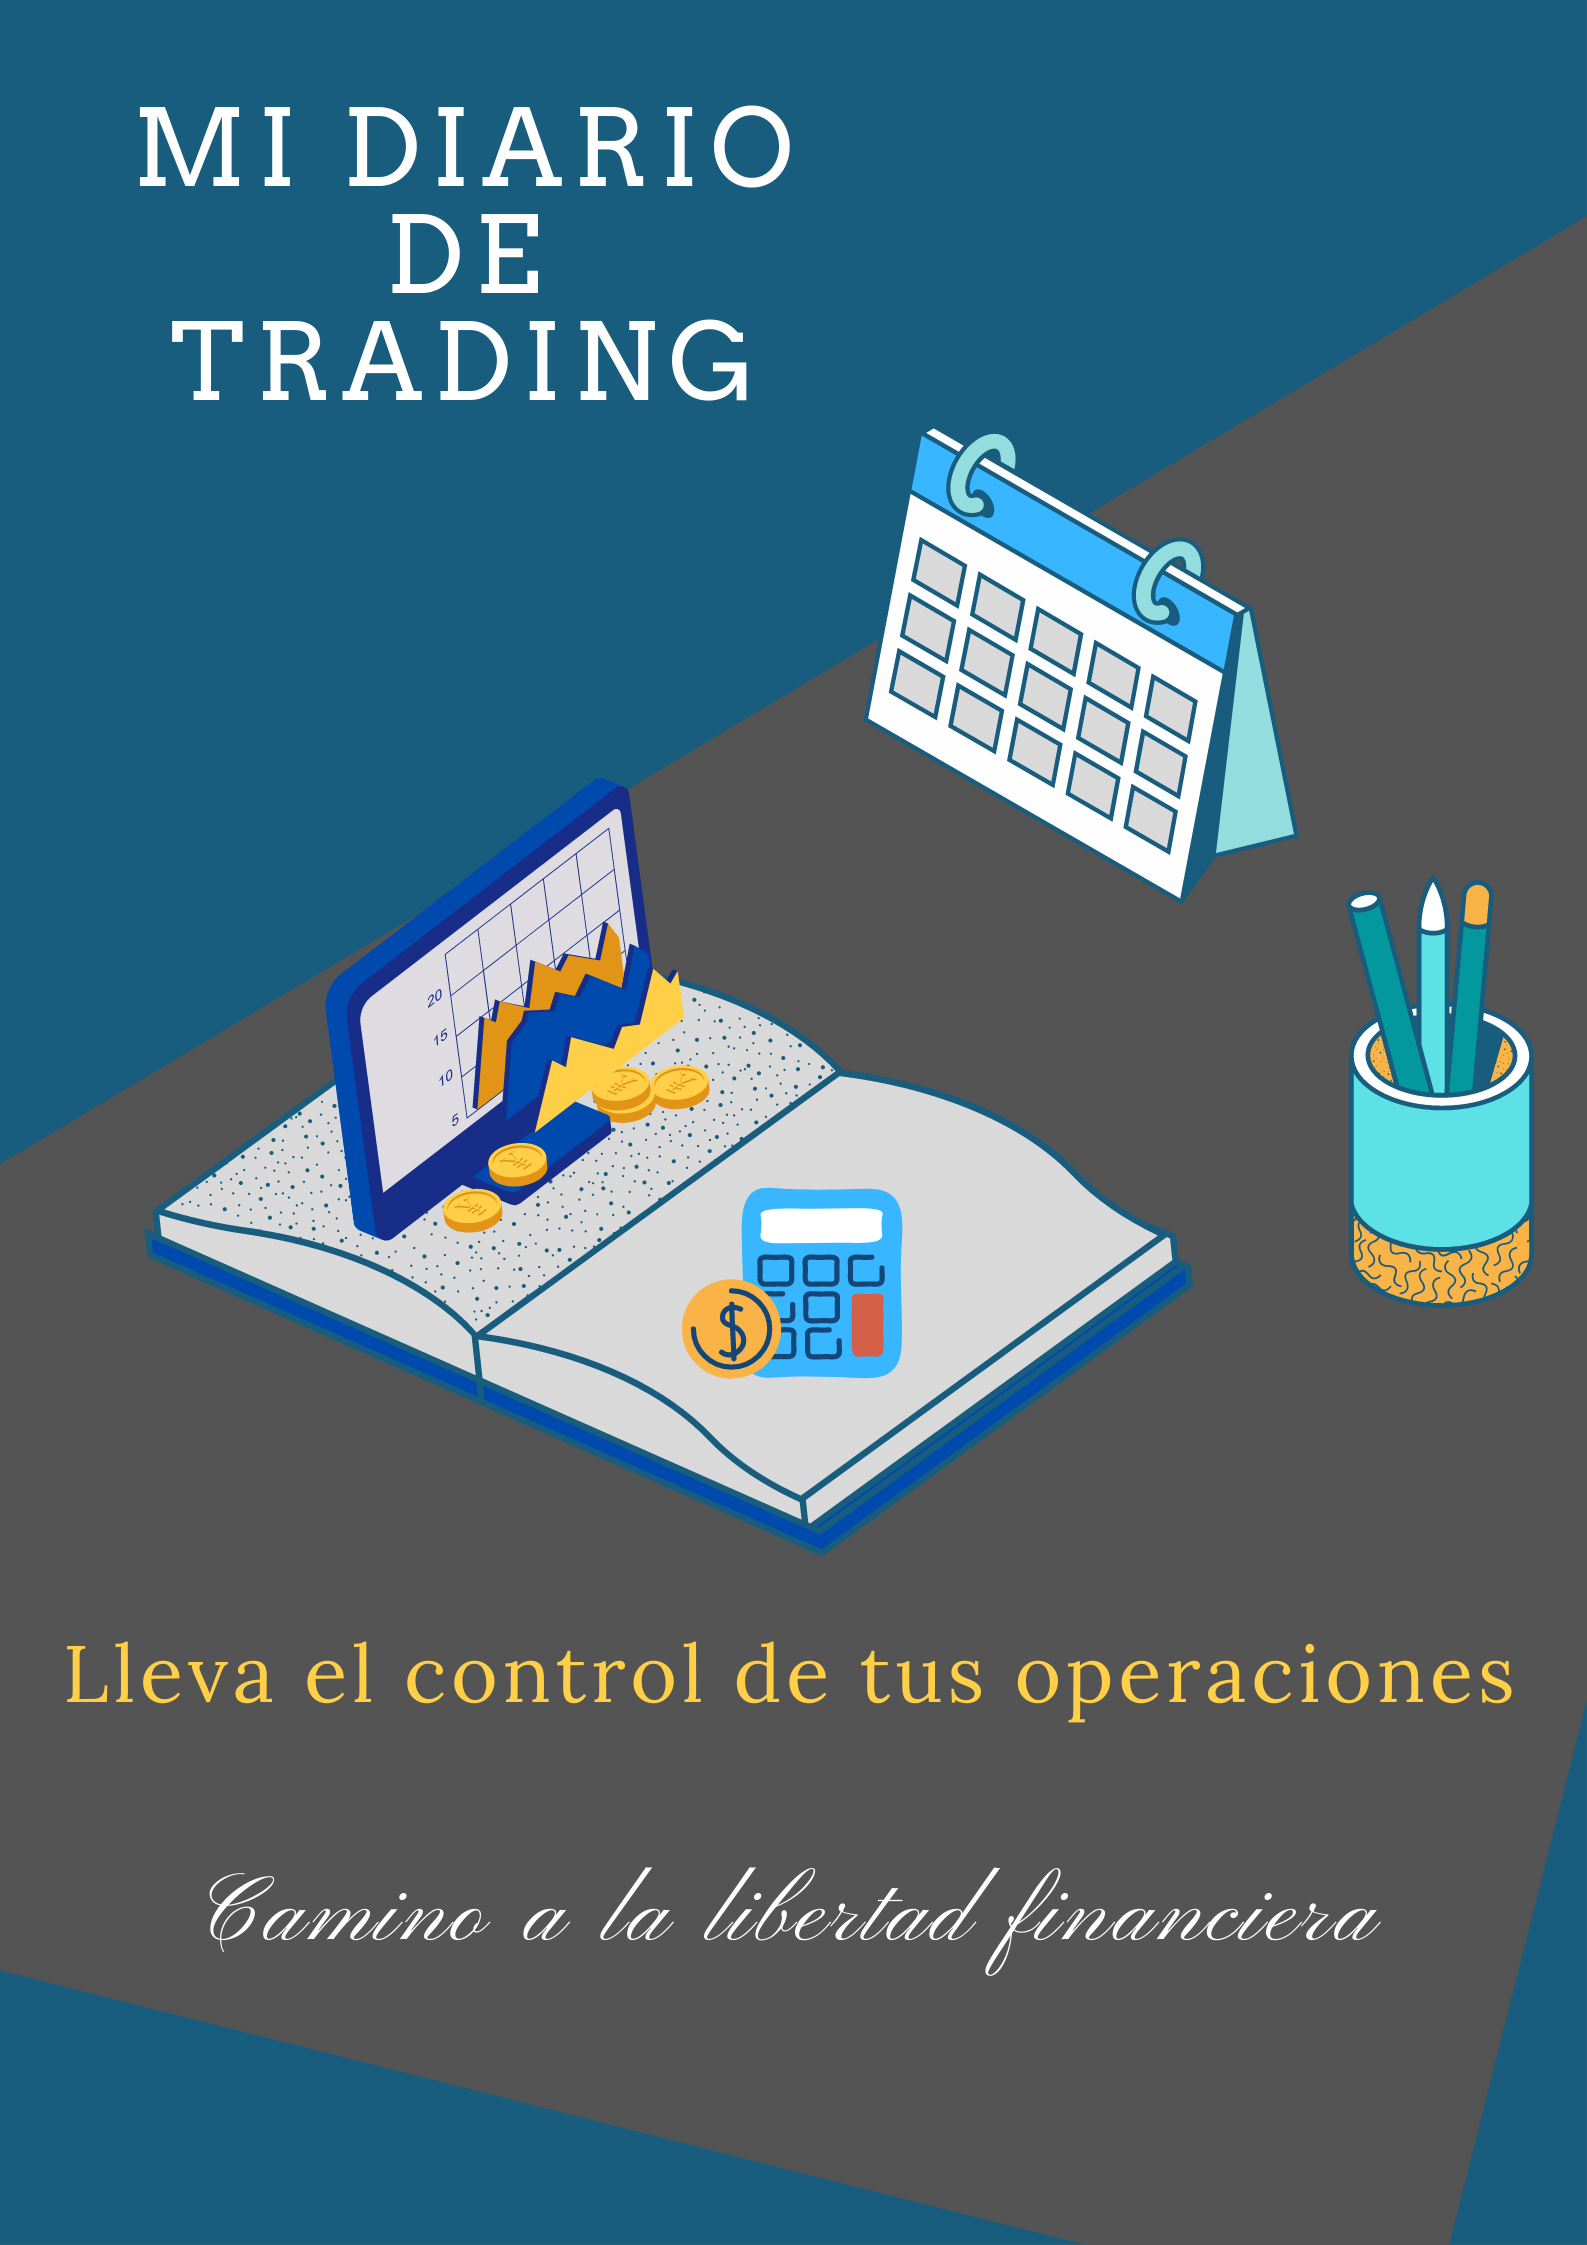 MI DIARIO
DE
TRADING
20
15
10
5
$
Lleva el control de tus operaciones
Camino a la libertad financiera